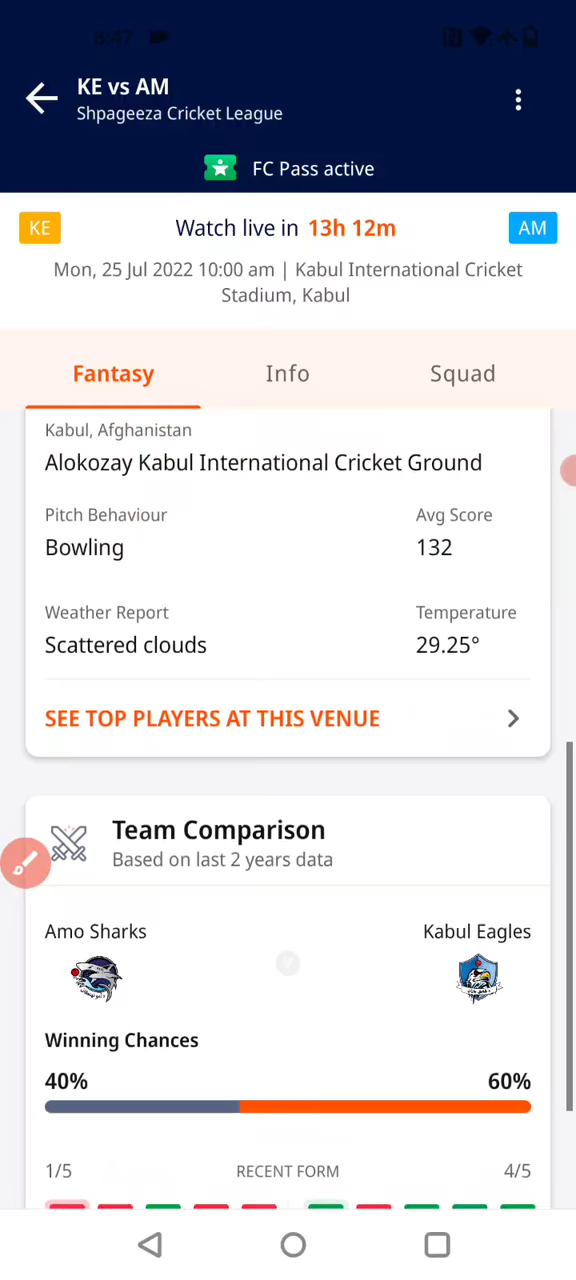 8:47
KE vs AM
Shpageeza Cricket League
FC Pass active
KE
Watch live in 13h 12m
AM
Mon, 25 Jul 2022 10:00 am | Kabul International Cricket
Stadium, Kabul
Fantasy Info Squad
Kabul, Afghanistan
Alokozay Kabul International Cricket Ground
Pitch Behaviour Avg Score
Bowling 132
Weather Report Temperature
Scattered clouds 29.25°
SEE TOP PLAYERS AT THIS VENUE
Team Comparison
Based on last 2 years data
Amo Sharks Kabul Eagles
V
Winning Chances
40% 60%
1/5 RECENT FORM 4/5